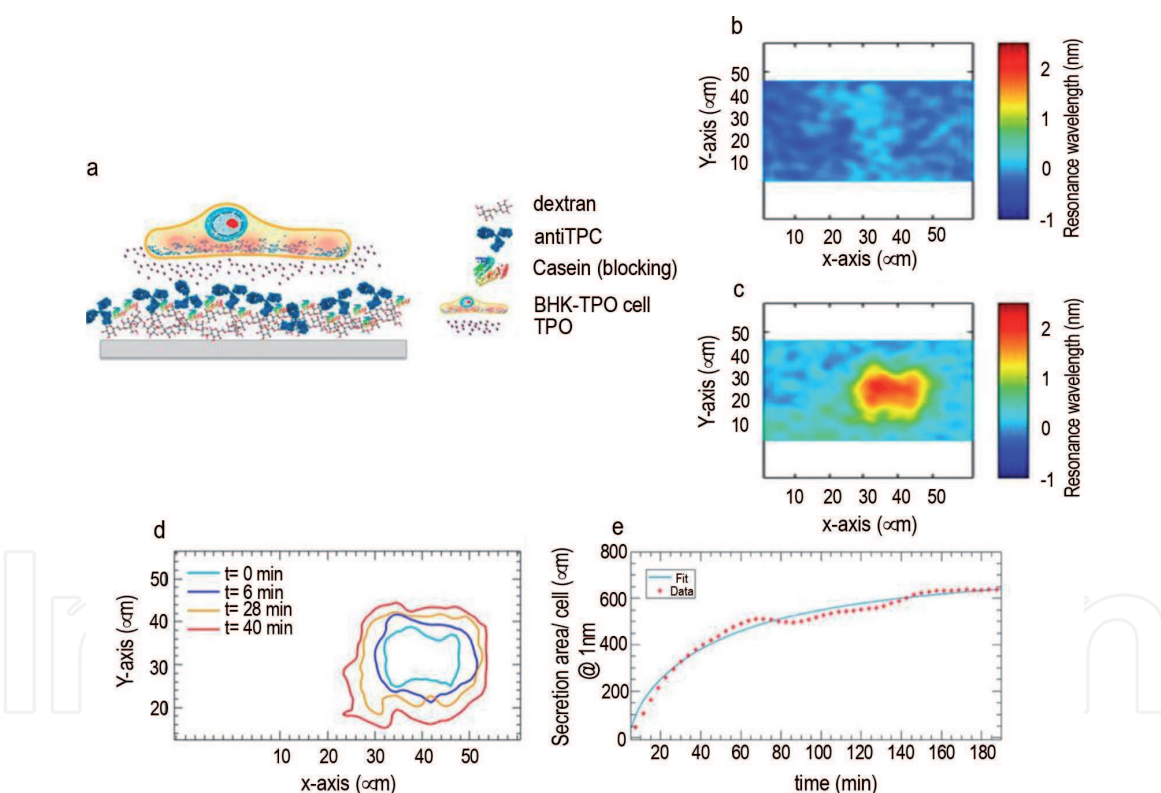 a
dextran
antiTPC
Casein (blocking)
BHK-TPO cell
TPO
b
Y-axis (∝m)
50
40
30
20
10
10 20 30 40 50
x-axis (∝m)
2
1
0
-1
Resonance wavelength (nm)
c
Y-axis (∝m)
50
40
30
20
10
10 20 30 40 50
x-axis (∝m)
2
1
0
-1
Resonance wavelength (nm)
d
Y-axis (∝m)
50
40
30
20
t= 0 min
t= 6 min
t= 28 min
t= 40 min
10 20 30 40 50
x-axis (∝m)
e
Secretion area/ cell (∝m)
@ 1nm
800
600
400
200
0
Fit
Data
20 40 60 80 100 120 140 160 180
time (min)